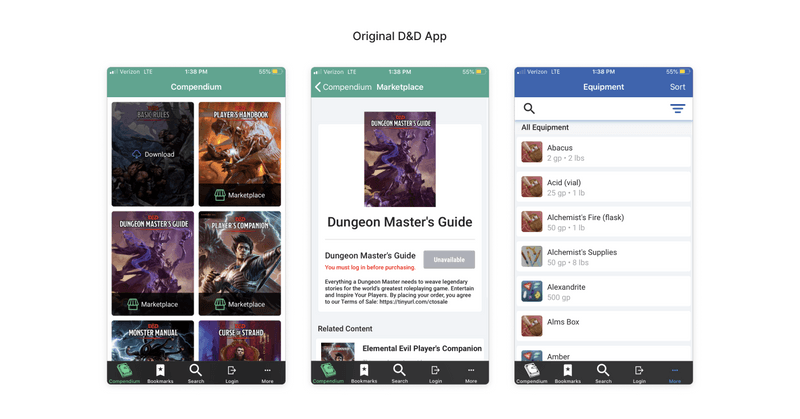 Original D&D App
Verizon LTE
1:38 PM
55%
Compendium
D&D
BASIC RULES
Download
D&D
PLAYER'S HANDBOOK
Marketplace
D&D
DUNGEON MASTER'S GUIDE
Marketplace
D&D
PLAYER'S COMPANION
Marketplace
D&D
MONSTER MANUAL
D&D
CURSE OF STRAHD
Compendium
Bookmarks
Search
Login
More
Verizon LTE
1:38 PM
55%
Compendium
Marketplace
D&D
DUNGEON MASTER'S GUIDE
Dungeon Master's Guide
Dungeon Master's Guide
You must log in before purchasing.
Unavailable
Everything a Dungeon Master needs to weave legendary
stories for the world's greatest roleplaying game. Entertain
and Inspire Your Players. By placing your order, you agree
to our Terms of Sale: https://tinyurl.com/ctosale
Related Content
Elemental Evil Player's Companion
Compendium
Bookmarks
Search
Login
More
Verizon LTE
1:38 PM
55%
Equipment
Sort
All Equipment
Abacus
2 gp • 2 lbs
Acid (vial)
25 gp • 1 lb
Alchemist's Fire (flask)
50 gp • 1 lb
Alchemist's Supplies
50 gp • 8 lbs
Alexandrite
500 gp
Alms Box
Amber
Compendium
Bookmarks
Search
Login
More